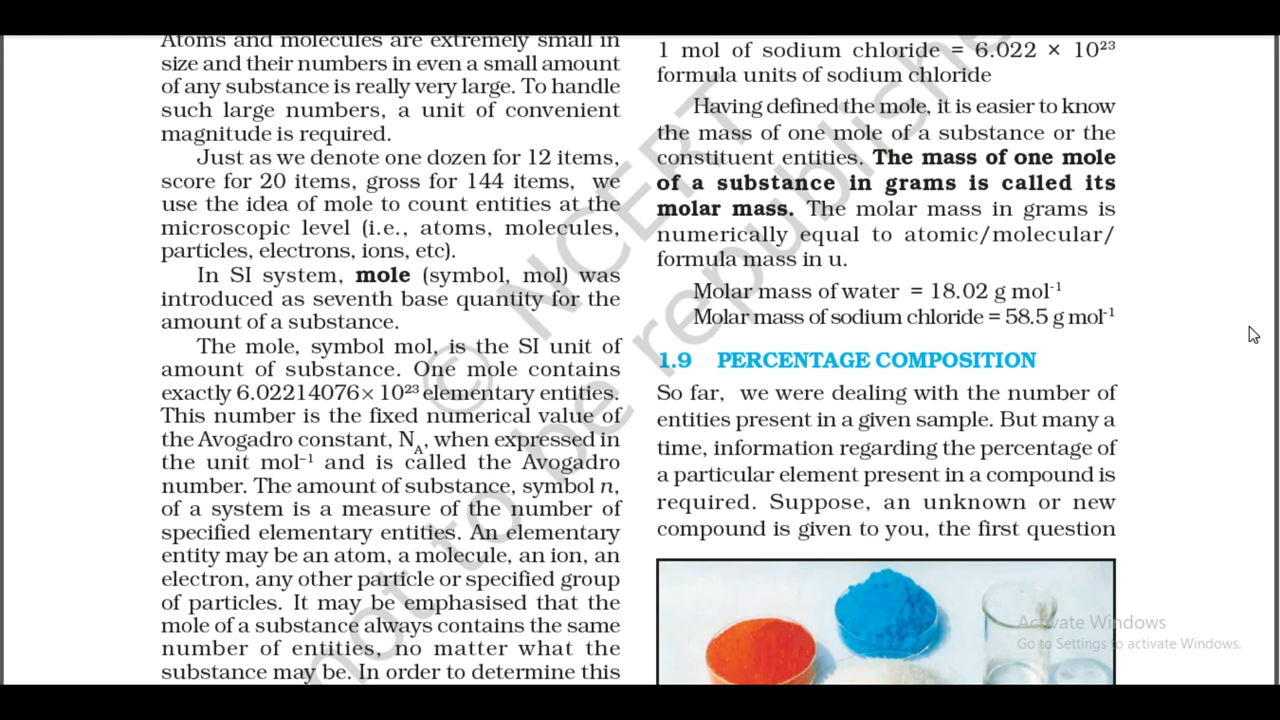 Atoms and molecules are extremely small in
size and their numbers in even a small amount
of any substance is really very large. To handle
such large numbers, a unit of convenient
magnitude is required.
Just as we denote one dozen for 12 items,
score for 20 items, gross for 144 items, we
use the idea of mole to count entities at the
microscopic level (i.e., atoms, molecules,
particles, electrons, ions, etc).
In SI system, mole (symbol, mol) was
introduced as seventh base quantity for the
amount of a substance.
The mole, symbol mol, is the SI unit of
amount of substance. One mole contains
exactly 6.02214076× 10²³ elementary entities.
This number is the fixed numerical value of
the Avogadro constant, N_A, when expressed in
the unit mol⁻¹ and is called the Avogadro
number. The amount of substance, symbol n,
of a system is a measure of the number of
specified elementary entities. An elementary
entity may be an atom, a molecule, an ion, an
electron, any other particle or specified group
of particles. It may be emphasised that the
mole of a substance always contains the same
number of entities, no matter what the
substance may be. In order to determine this
1 mol of sodium chloride = 6.022 × 10²³
formula units of sodium chloride
Having defined the mole, it is easier to know
the mass of one mole of a substance or the
constituent entities. The mass of one mole
of a substance in grams is called its
molar mass. The molar mass in grams is
numerically equal to atomic/molecular/
formula mass in u.
Molar mass of water = 18.02 g mol⁻¹
Molar mass of sodium chloride = 58.5 g mol⁻¹
1.9 PERCENTAGE COMPOSITION
So far, we were dealing with the number of
entities present in a given sample. But many a
time, information regarding the percentage of
a particular element present in a compound is
required. Suppose, an unknown or new
compound is given to you, the first question
© NCERT
not to be republishe
Activate Windows
Go to Settings to activate Windows.